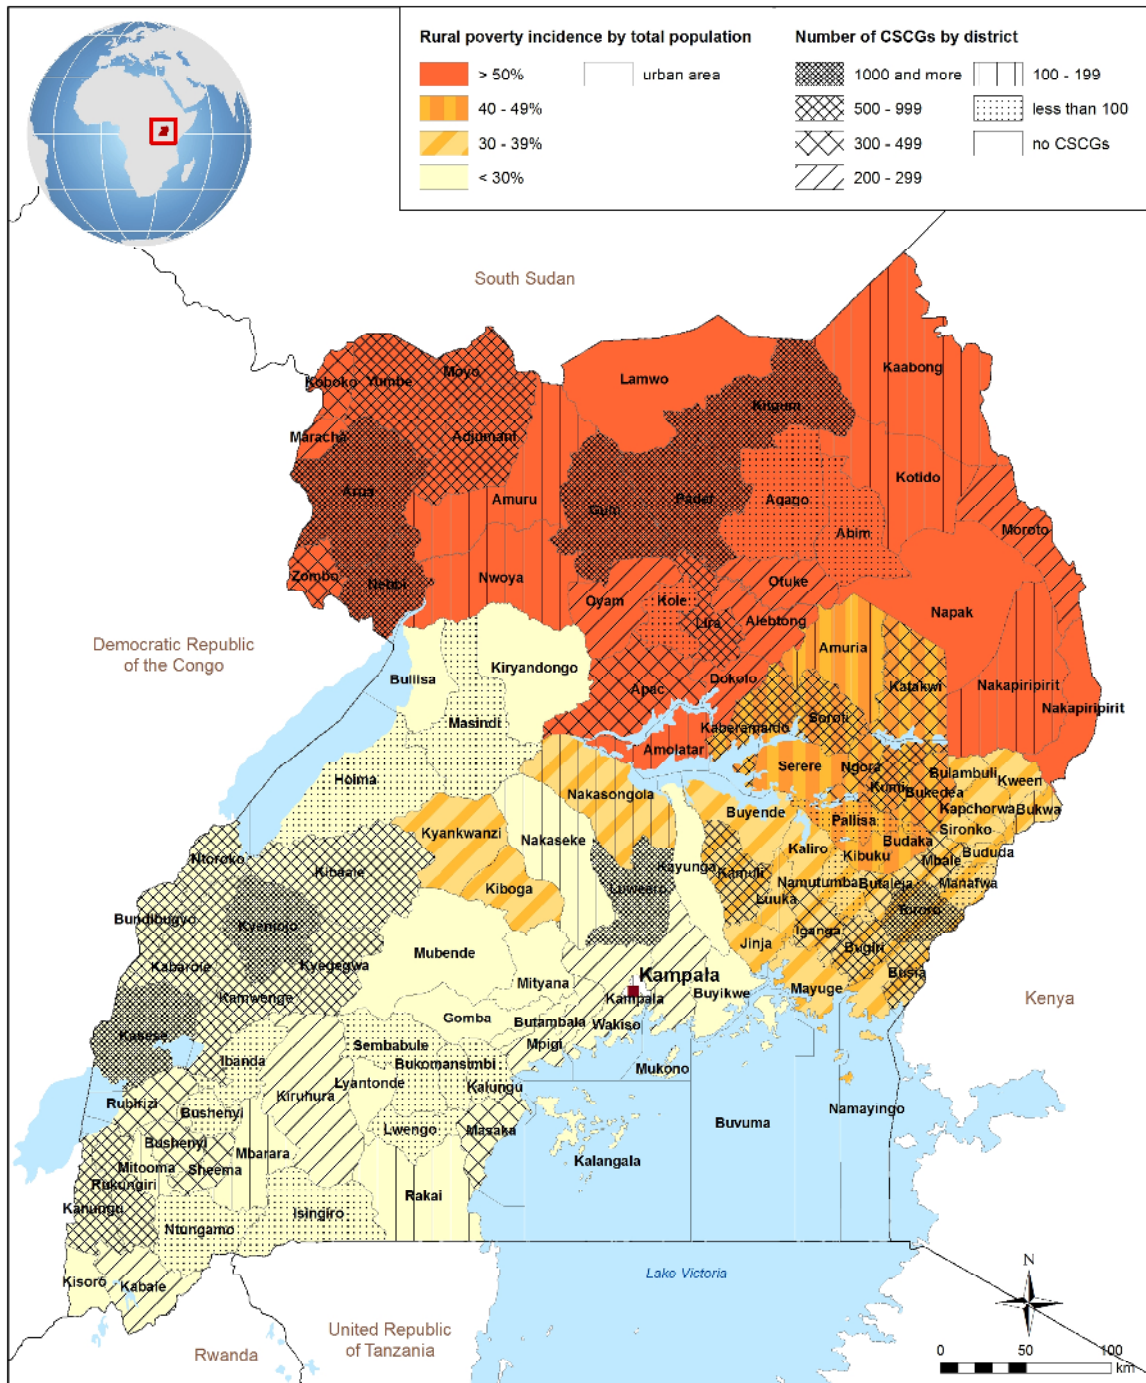 Rural poverty incidence by total population
> 50%
urban area
40 - 49%
30 - 39%
< 30%
Number of CSCGs by district
1000 and more
100 - 199
500 - 999
less than 100
300 - 499
no CSCGs
200 - 299
South Sudan
Koboko
Yumbe
Moyo
Lamwo
Kaabong
Kitgum
Maracha
Adjumani
Arua
Amuru
Gulu
Pader
Agago
Kotido
Abim
Moroto
Zombo
Nebbi
Nwoya
Oyam
Kole
Otuke
Lira
Alebtong
Napak
Democratic Republic
of the Congo
Buliisa
Kiryandongo
Amuria
Apac
Dokolo
Katakwi
Nakapiripirit
Nakapiripirit
Masindi
Kaberamaido
Soroti
Amolatar
Hoima
Serere
Ngora
Kumi
Bukedea
Bulambuli
Kween
Nakasongola
Kapchorwa
Bukwa
Buyende
Pallisa
Kyankwanzi
Nakaseke
Sironko
Budaka
Kaliro
Kibuku
Mbale
Bududa
Ntoroko
Kibaale
Kayunga
Kamuli
Kiboga
Luweero
Namutumba
Butaleja
Manafwa
Luuka
Tororo
Bundibugyo
Kyenjojo
Iganga
Jinja
Bugiri
Mubende
Kabarole
Kyegegwa
Kampala
Busia
Mityana
Kamwenge
Kampala
Buyikwe
Mayuge
Kenya
Gomba
Butambala
Wakiso
Kasese
Mpigi
Sembabule
Ibanda
Bukomansimbi
Mukono
Lyantonde
Kalungu
Kiruhura
Rubirizi
Bushenyi
Namayingo
Buvuma
Lwengo
Masaka
Bushenyi
Mbarara
Mitooma
Sheema
Kalangala
Rukungiri
Rakai
Kanungu
Isingiro
Ntungamo
Kisoro
Kabale
Lake Victoria
N
United Republic
of Tanzania
Rwanda
0
50
100
km